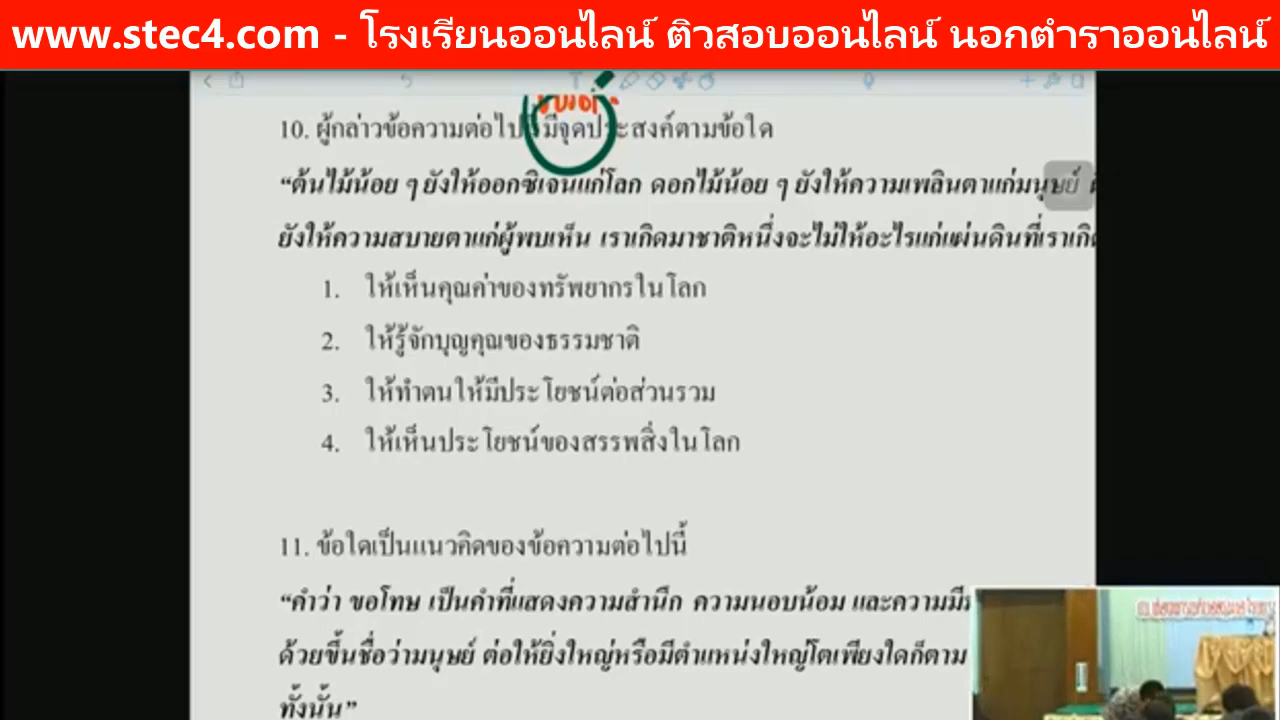 www.stec4.com - โรงเรียนออนไลน์ ติวสอบออนไลน์ นอกตำราออนไลน์
10. ผู้กล่าวข้อความต่อไปนี้มีจุดประสงค์ตามข้อใด
“ต้นไม้น้อย ๆ ยังให้ออกซิเจนแก่โลก ดอกไม้น้อย ๆ ยังให้ความเพลินตาแก่มนุษย์
ยังให้ความสบายตาแก่ผู้พบเห็น เราเกิดมาชาติหนึ่งจะไม่ให้อะไรแก่แผ่นดินที่เราเกิด
1. ให้เห็นคุณค่าของทรัพยากรในโลก
2. ให้รู้จักบุญคุณของธรรมชาติ
3. ให้ทำตนให้มีประโยชน์ต่อส่วนรวม
4. ให้เห็นประโยชน์ของสรรพสิ่งในโลก
11. ข้อใดเป็นแนวคิดของข้อความต่อไปนี้
“คำว่า ขอโทษ เป็นคำที่แสดงความสำนึก ความนอบน้อม และความมี
ด้วยขึ้นชื่อว่ามนุษย์ ต่อให้ยิ่งใหญ่หรือมีตำแหน่งใหญ่โตเพียงใดก็ตาม
ทั้งนั้น”